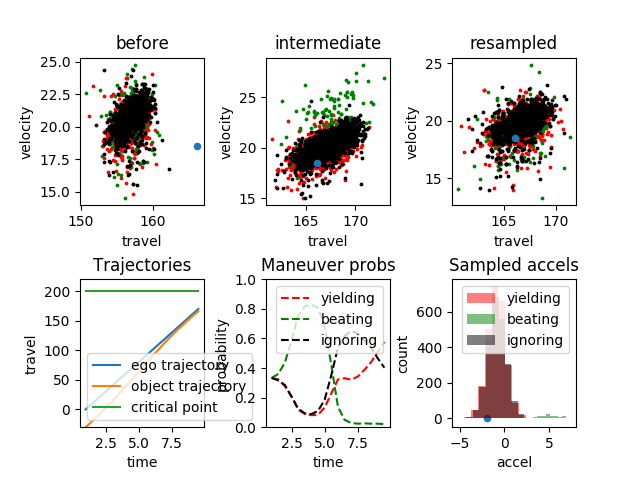 before
intermediate
resampled
velocity
25.0
22.5
20.0
17.5
15.0
150
160
travel
velocity
25
20
15
165
170
travel
velocity
25
20
15
160
165
170
travel
Trajectories
Maneuver probs
Sampled accels
travel
200
150
100
50
0
2.5
5.0
7.5
time
ego trajectory
object trajectory
critical point
probability
1.0
0.8
0.6
0.4
0.2
0.0
2.5
5.0
7.5
time
yielding
beating
ignoring
count
600
400
200
0
−5
0
5
accel
yielding
beating
ignoring